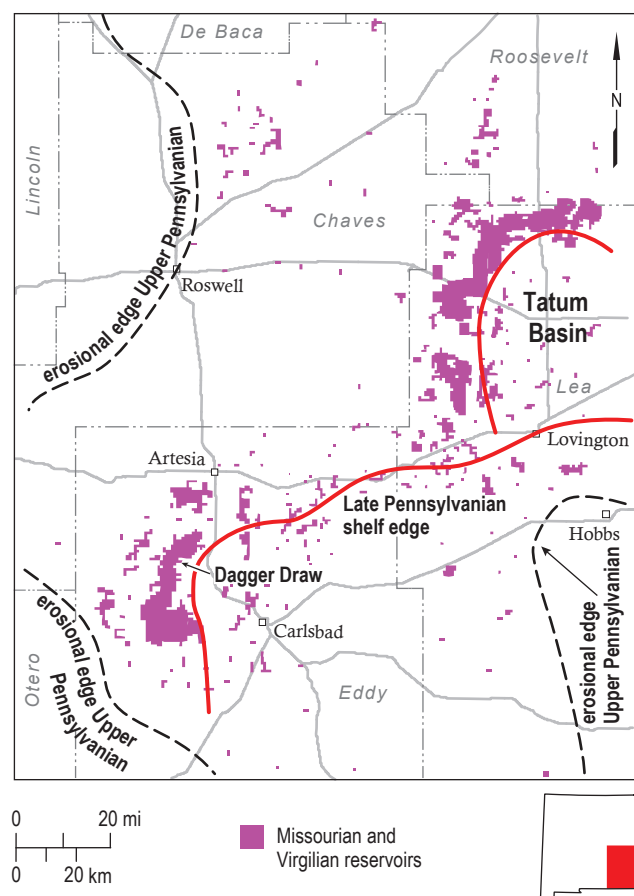 De Baca
Roosevelt
N
Lincoln
Chaves
erosional edge Upper Pennsylvanian
Roswell
Tatum
Basin
Lea
Lovington
Artesia
Late Pennsylvanian
shelf edge
Hobbs
Dagger Draw
erosional edge
Upper Pennsylvanian
Carlsbad
erosional edge Upper
Pennsylvanian
Otero
Eddy
0 20 mi
0 20 km
Missourian and
Virgilian reservoirs